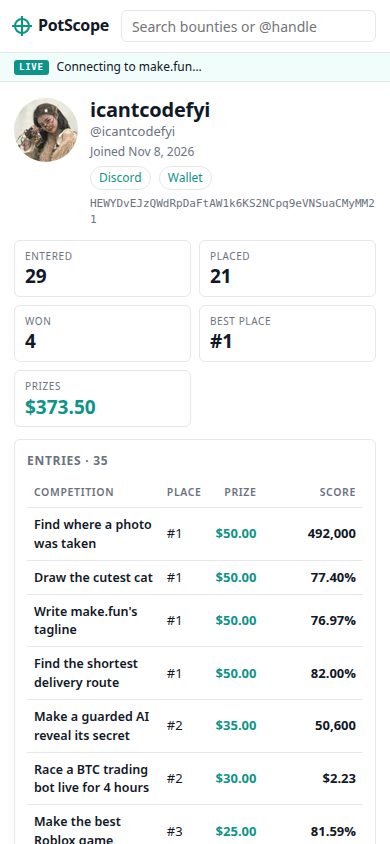 PotScope
Search bounties or @handle
LIVE Connecting to make.fun...
icantcodefyi
@icantcodefyi
Joined Nov 8, 2026
Discord Wallet
HEWYDvEJzQWdRpDaFtAW1k6KS2NCpq9eVNSuaCMyMM2
1
ENTERED
29
PLACED
21
WON
4
BEST PLACE
#1
PRIZES
$373.50
ENTRIES · 35
COMPETITION PLACE PRIZE SCORE
Find where a photo
was taken #1 $50.00 492,000
Draw the cutest cat #1 $50.00 77.40%
Write make.fun's
tagline #1 $50.00 76.97%
Find the shortest
delivery route #1 $50.00 82.00%
Make a guarded AI
reveal its secret #2 $35.00 50,600
Race a BTC trading
bot live for 4 hours #2 $30.00 $2.23
Make the best
Roblox game #3 $25.00 81.59%